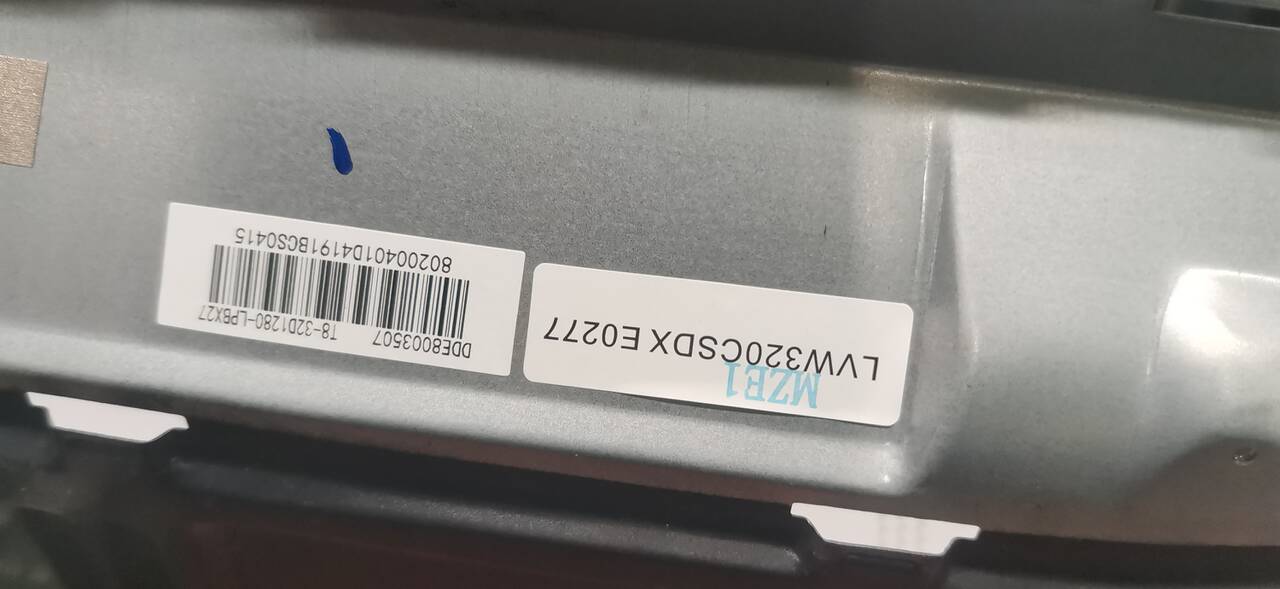 DDE8003507 T8-32D1280-LPBX27
80200401D4191BCS0415
MZE1
LVW320CSDX E0277